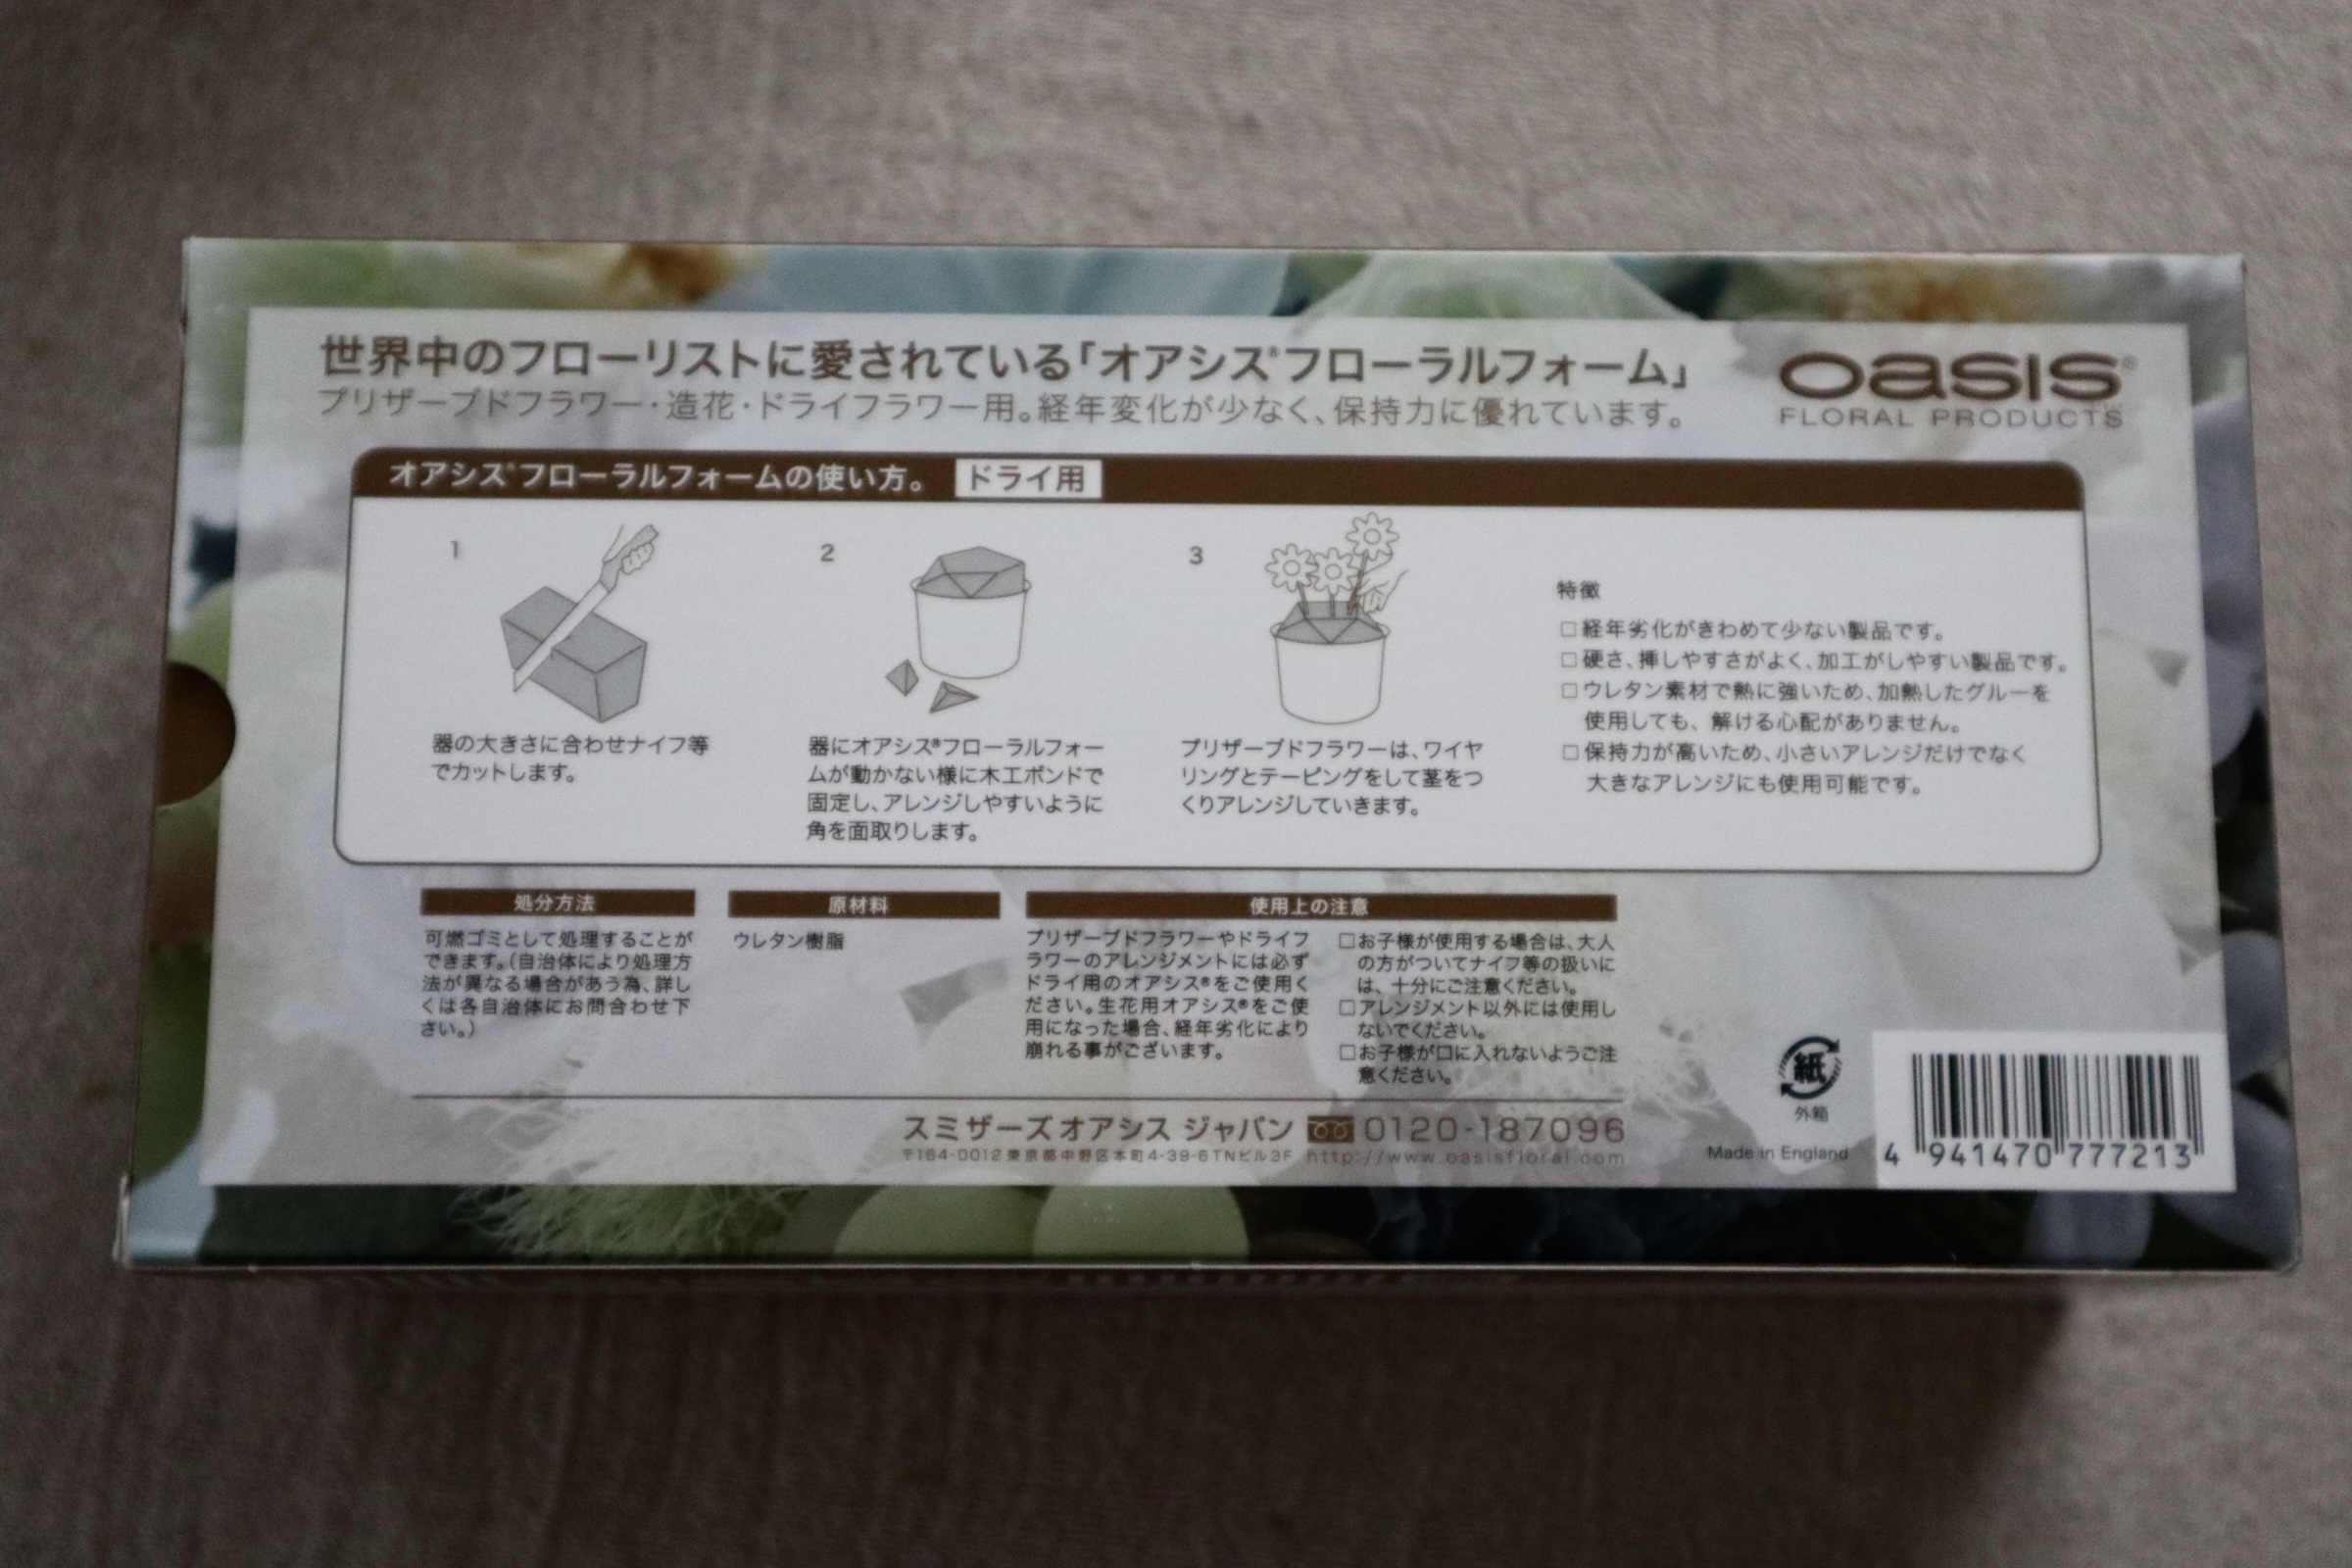 世界中のフローリストに愛されている「オアシス®フローラルフォーム」
プリザーブドフラワー・造花・ドライフラワー用。経年変化が少なく、保持力に優れています。
oasis®
FLORAL PRODUCTS
オアシス®フローラルフォームの使い方。 ドライ用
1
器の大きさに合わせナイフ等
でカットします。
2
器にオアシス®フローラルフォー
ムが動かない様に木工ボンドで
固定し、アレンジしやすいように
角を面取りします。
3
プリザーブドフラワーは、ワイヤ
リングとテーピングをして茎をつ
くりアレンジしていきます。
特徴
□経年劣化がきわめて少ない製品です。
□硬さ、挿しやすさがよく、加工がしやすい製品です。
□ウレタン素材で熱に強いため、加熱したグルーを
使用しても、解ける心配がありません。
□保持力が高いため、小さいアレンジだけでなく
大きなアレンジにも使用可能です。
処分方法
可燃ゴミとして処理することが
できます。(自治体により処理方
法が異なる場合があう為、詳し
くは各自治体にお問合わせ下
さい。)
原材料
ウレタン樹脂
使用上の注意
プリザーブドフラワーやドライフ
ラワーのアレンジメントには必ず
ドライ用のオアシス®をご使用く
ださい。生花用オアシス®をご使
用になった場合、経年劣化により
崩れる事がございます。
□お子様が使用する場合は、大人
の方がついてナイフ等の扱いに
は、十分にご注意ください。
□アレンジメント以外には使用し
ないでください。
□お子様が口に入れないようご注
意ください。
スミザーズオアシス ジャパン 0120-187096
〒164-0012東京都中野区本町4-39-6TNビル3F http://www.oasisfloral.com
紙
外箱
Made in England
4 941470 777213